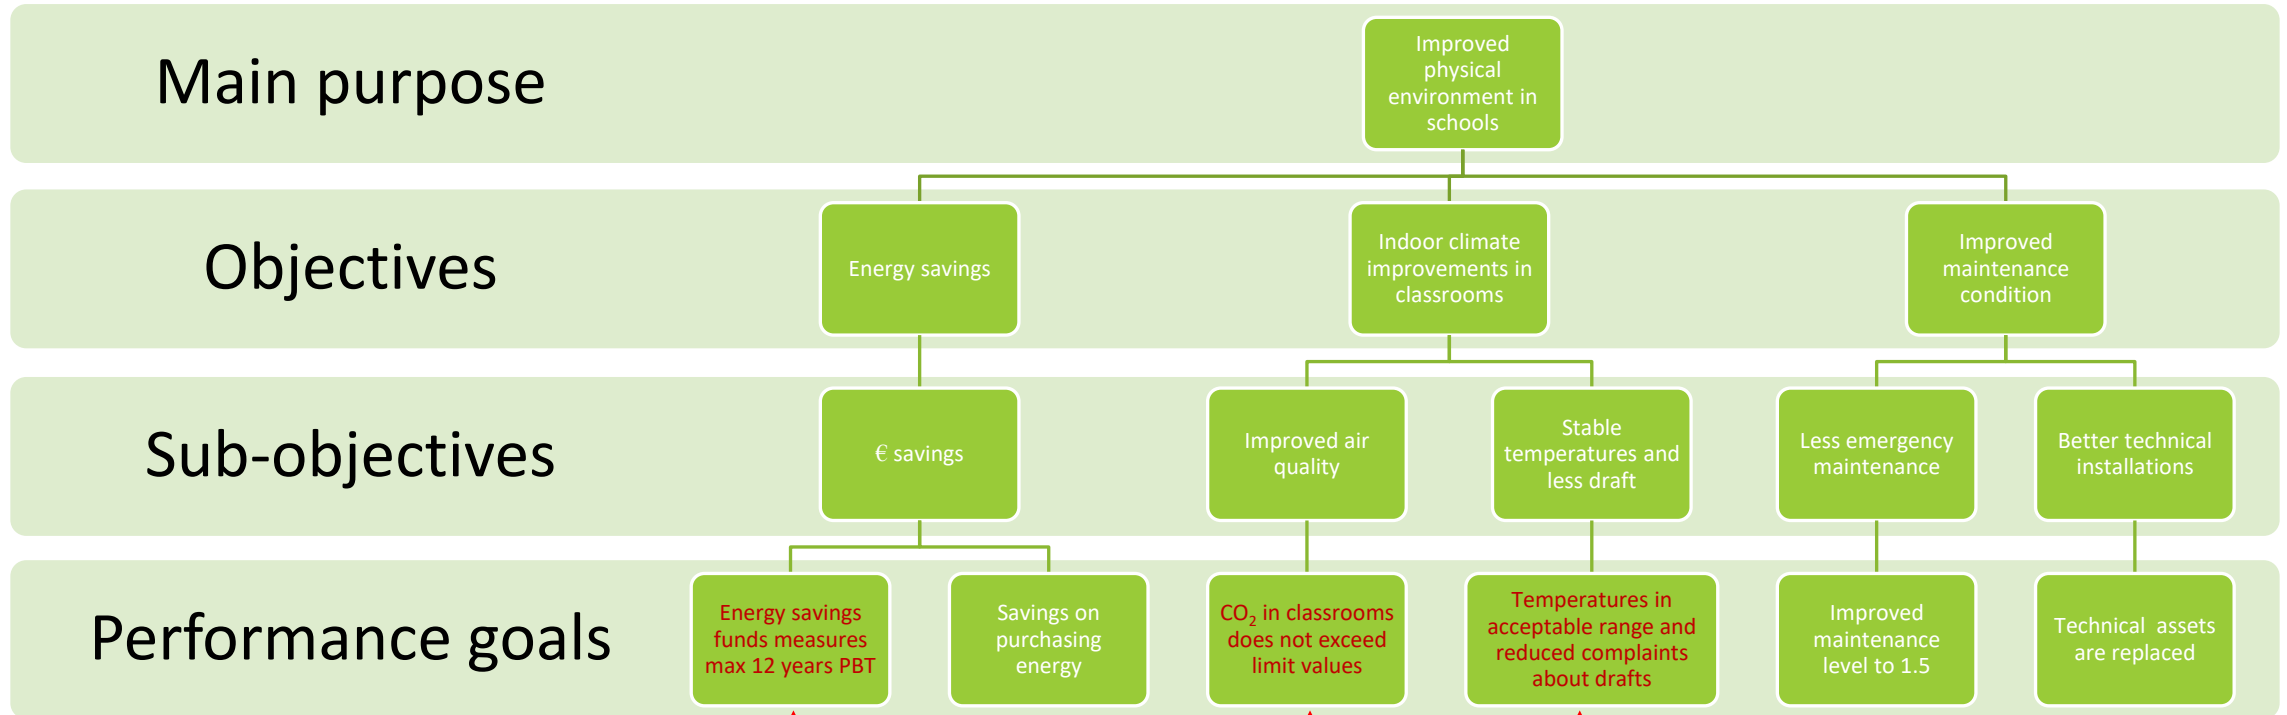 Main purpose
Improved
physical
environment in
schools
Objectives
Energy savings
Indoor climate
improvements in
classrooms
Improved
maintenance
condition
Sub-objectives
€ savings
Improved air
quality
Stable
temperatures and
less draft
Less emergency
maintenance
Better technical
installations
Performance goals
Energy savings
funds measures
max 12 years PBT
Savings on
purchasing
energy
CO₂ in classrooms
does not exceed
limit values
Temperatures in
acceptable range and
reduced complaints
about drafts
Improved
maintenance
level to 1.5
Technical assets
are replaced